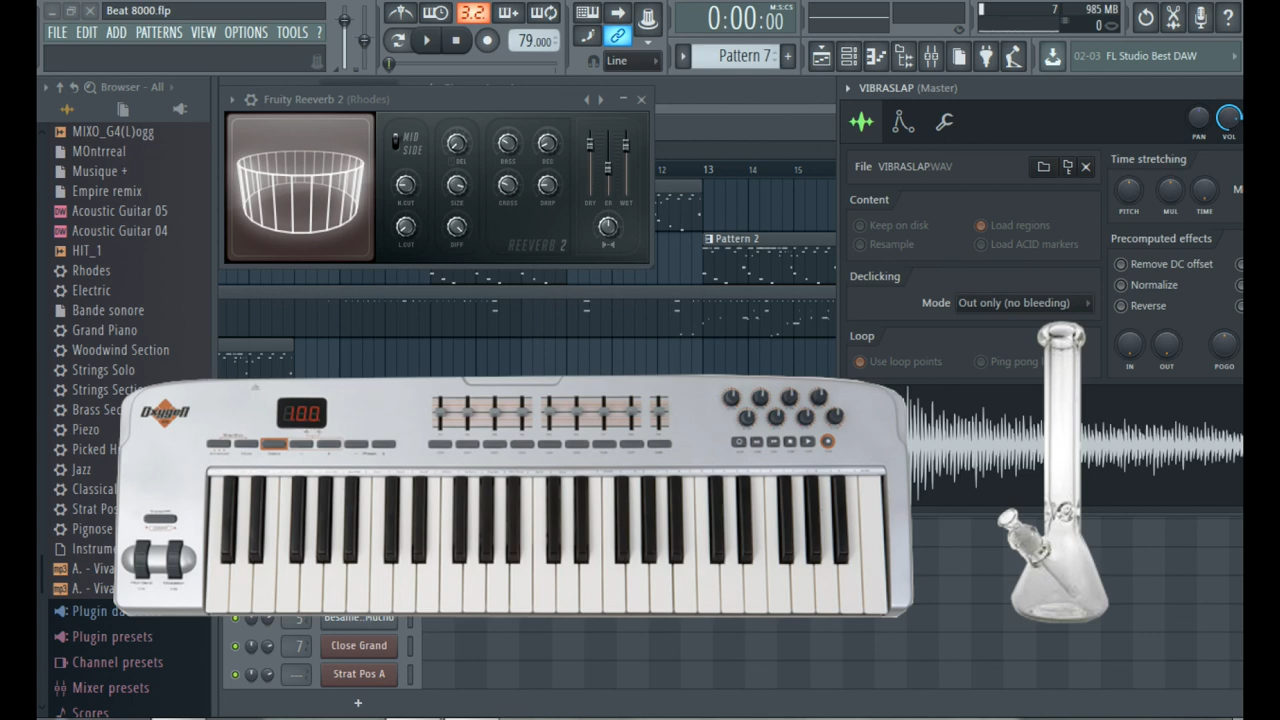 Beat 8000.flp
FILE EDIT ADD PATTERNS VIEW OPTIONS TOOLS ?
3.2
79.000
0:00:00
M:S:CS
7
985 MB
0
Line
Pattern 7
02-03 FL Studio Best DAW
Browser - All
MIXO_G4(L)ogg
MOntrreal
Musique +
Empire remix
Acoustic Guitar 05
Acoustic Guitar 04
HIT_1
Rhodes
Electric
Bande sonore
Grand Piano
Woodwind Section
Strings Solo
Strings Sectio
Brass Sec
Piezo
Picked H
Jazz
Classical
Strat Pos
Pignose
Instrum
A. - Viva
A. - Viva
Plugin da
Plugin presets
Channel presets
Mixer presets
Scores
Fruity Reeverb 2 (Rhodes)
MID
SIDE
DEL
BASS
DEC
H.CUT
SIZE
CROSS
DAMP
DRY ER WET
L.CUT
DIFF
REEVERB 2
12
13
14
15
Pattern 2
VIBRASLAP (Master)
PAN
VOL
File VIBRASLAP WAV
Content
Keep on disk
Load regions
Resample
Load ACID markers
Declicking
Mode Out only (no bleeding)
Loop
Use loop points
Ping pong l
Time stretching
PITCH
MUL
TIME
M
Precomputed effects
Remove DC offset
Normalize
Reverse
IN
OUT
POGO
Oxygen
100
5
Besame..Mucho
7
Close Grand
---
Strat Pos A
+